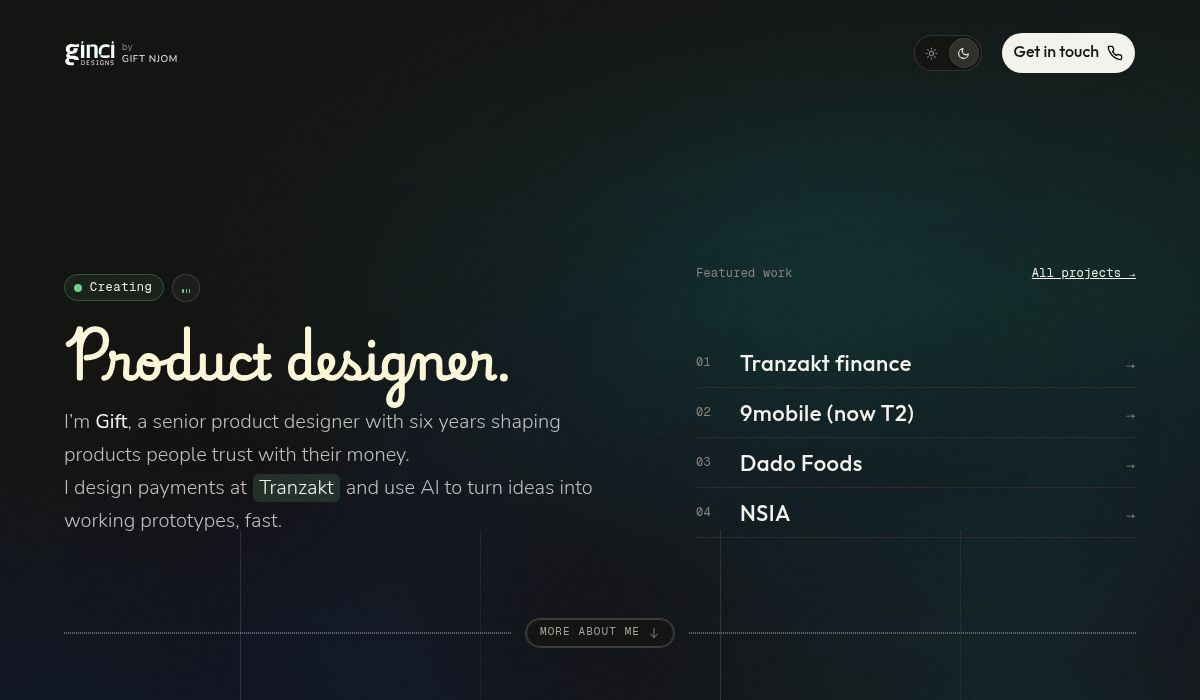 ginci by
DESIGNS GIFT NJOM
Get in touch
Creating
Product designer.
I'm Gift, a senior product designer with six years shaping
products people trust with their money.
I design payments at Tranzakt and use AI to turn ideas into
working prototypes, fast.
Featured work
All projects →
01 Tranzakt finance →
02 9mobile (now T2) →
03 Dado Foods →
04 NSIA →
MORE ABOUT ME ↓